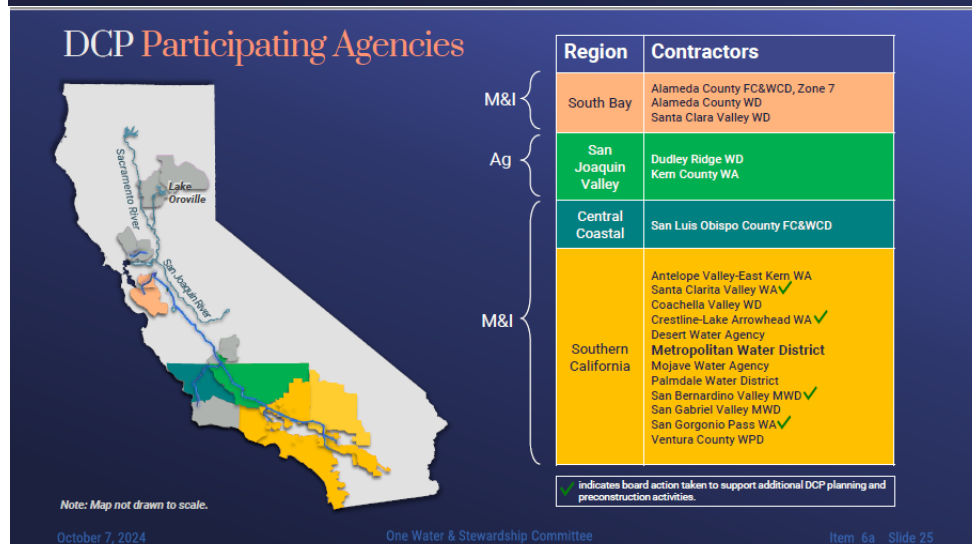 DCP Participating Agencies
Region Contractors
M&I
South Bay
Alameda County FC&WCD, Zone 7
Alameda County WD
Santa Clara Valley WD
Ag
San
Joaquin
Valley
Dudley Ridge WD
Kern County WA
Central
Coastal
San Luis Obispo County FC&WCD
M&I
Southern
California
Antelope Valley-East Kern WA
Santa Clarita Valley WA✓
Coachella Valley WD
Crestline-Lake Arrowhead WA✓
Desert Water Agency
Metropolitan Water District
Mojave Water Agency
Palmdale Water District
San Bernardino Valley MWD✓
San Gabriel Valley MWD
San Gorgonio Pass WA✓
Ventura County WPD
✓ indicates board action taken to support additional DCP planning and
preconstruction activities.
Sacramento River
Lake
Oroville
San Joaquin River
Note: Map not drawn to scale.
October 7, 2024
One Water & Stewardship Committee
Item 6a Slide 25